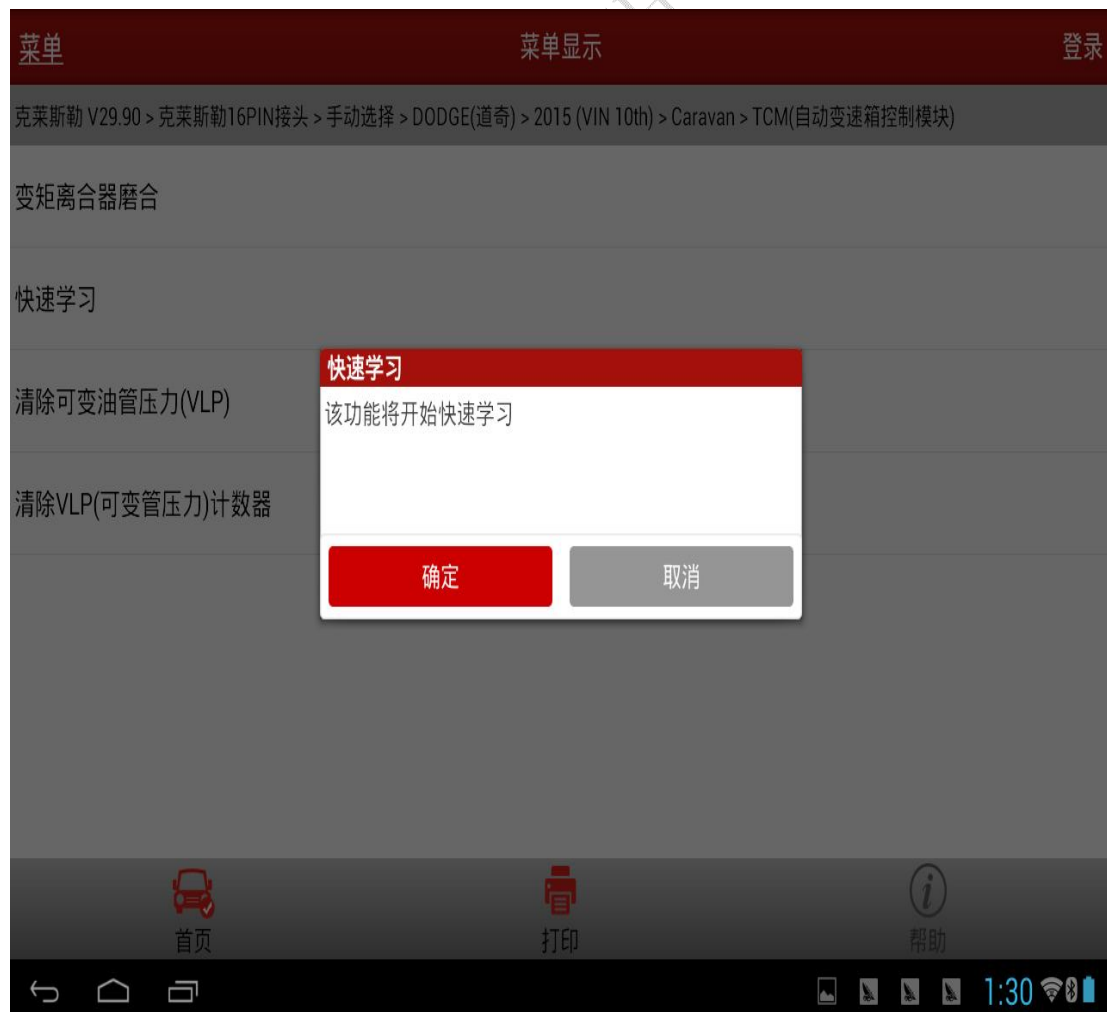 菜单
菜单显示
登录
克莱斯勒 V29.90 > 克莱斯勒16PIN接头 > 手动选择 > DODGE(道奇) > 2015 (VIN 10th) > Caravan > TCM(自动变速箱控制模块)
变矩离合器磨合
快速学习
清除可变油管压力(VLP)
清除VLP(可变管压力)计数器
快速学习
该功能将开始快速学习
确定
取消
首页
打印
帮助
1:30